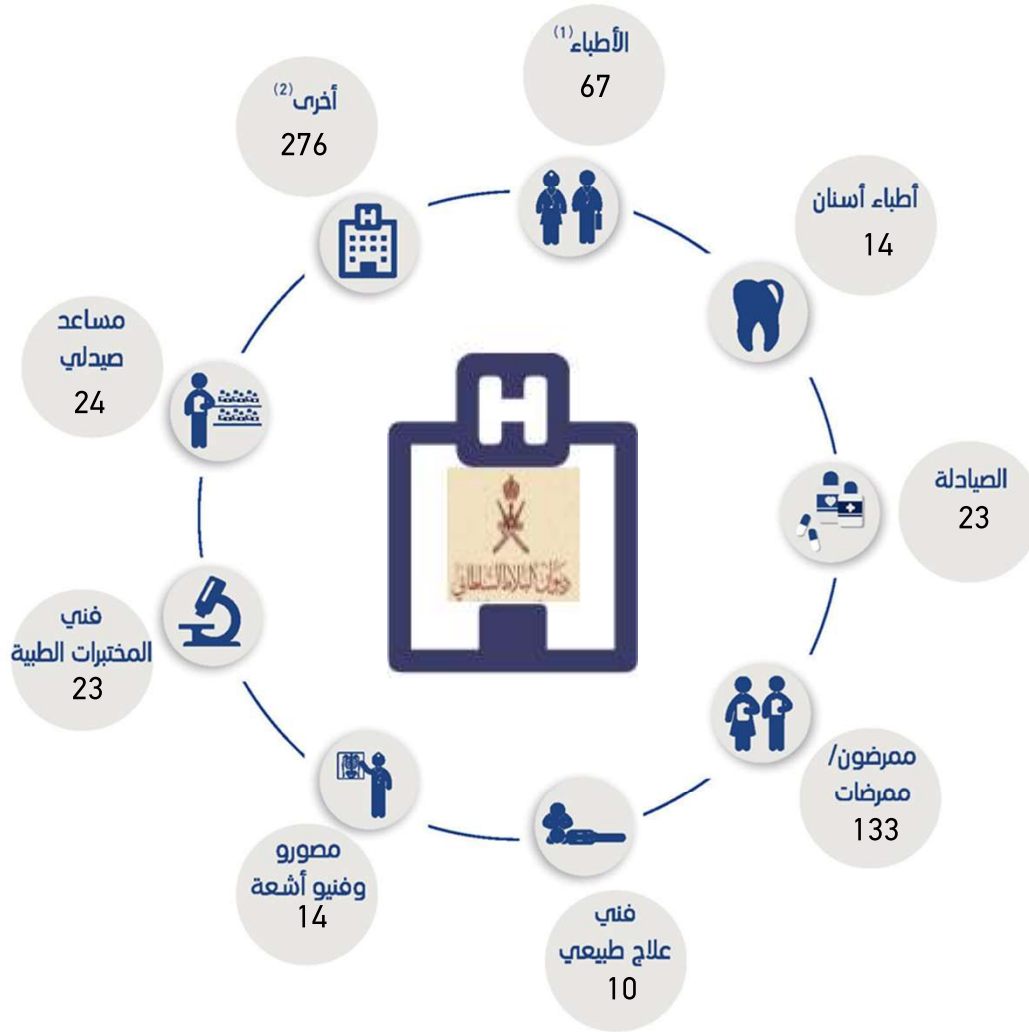 الأطباء(1)
67
أطباء أسنان
14
الصيادلة
23
ممرضون/
ممرضات
133
فني
علاج طبيعي
10
مصورو
وفنيو أشعة
14
فني
المختبرات الطبية
23
مساعد
صيدلي
24
أخرى(2)
276
H
H
ديوان البلاط السلطاني